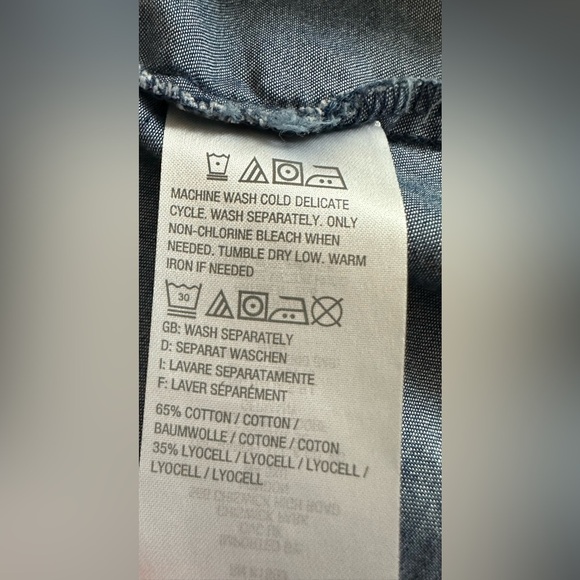 MACHINE WASH COLD DELICATE
CYCLE. WASH SEPARATELY. ONLY
NON-CHLORINE BLEACH WHEN
NEEDED. TUMBLE DRY LOW. WARM
IRON IF NEEDED
30
GB: WASH SEPARATELY
D: SEPARAT WASCHEN
I: LAVARE SEPARATAMENTE
F: LAVER SÉPARÉMENT
65% COTTON / COTTON /
BAUMWOLLE / COTONE / COTON
35% LYOCELL / LYOCELL / LYOCELL /
LYOCELL / LYOCELL